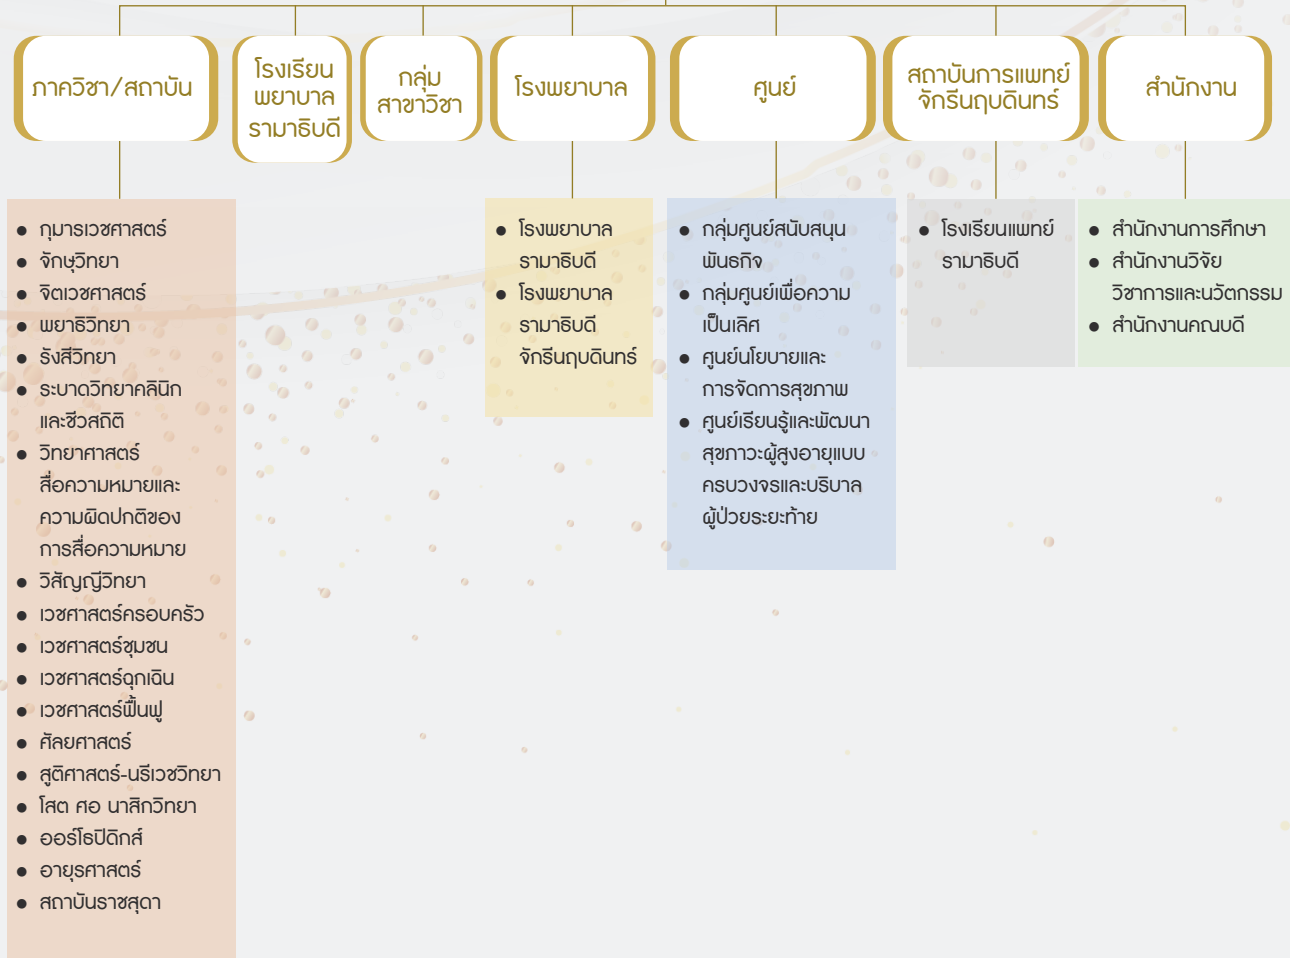 ภาควิชา/สถาบัน
โรงเรียน
พยาบาล
รามาธิบดี
กลุ่ม
สาขาวิชา
โรงพยาบาล
ศูนย์
สถาบันการแพทย์
จักรีนฤบดินทร์
สำนักงาน
• กุมารเวชศาสตร์
• จักษุวิทยา
• จิตเวชศาสตร์
• พยาธิวิทยา
• รังสีวิทยา
• ระบาดวิทยาคลินิก
และชีวสถิติ
• วิทยาศาสตร์
สื่อความหมายและ
ความผิดปกติของ
การสื่อความหมาย
• วิสัญญีวิทยา
• เวชศาสตร์ครอบครัว
• เวชศาสตร์ชุมชน
• เวชศาสตร์ฉุกเฉิน
• เวชศาสตร์ฟื้นฟู
• ศัลยศาสตร์
• สูติศาสตร์-นรีเวชวิทยา
• โสต ศอ นาสิกวิทยา
• ออร์โธปิดิกส์
• อายุรศาสตร์
• สถาบันราชสุดา
• โรงพยาบาล
รามาธิบดี
• โรงพยาบาล
รามาธิบดี
จักรีนฤบดินทร์
• กลุ่มศูนย์สนับสนุน
พันธกิจ
• กลุ่มศูนย์เพื่อความ
เป็นเลิศ
• ศูนย์นโยบายและ
การจัดการสุขภาพ
• ศูนย์เรียนรู้และพัฒนา
สุขภาวะผู้สูงอายุแบบ
ครบวงจรและบริบาล
ผู้ป่วยระยะท้าย
• โรงเรียนแพทย์
รามาธิบดี
• สำนักงานการศึกษา
• สำนักงานวิจัย
วิชาการและนวัตกรรม
• สำนักงานคณบดี